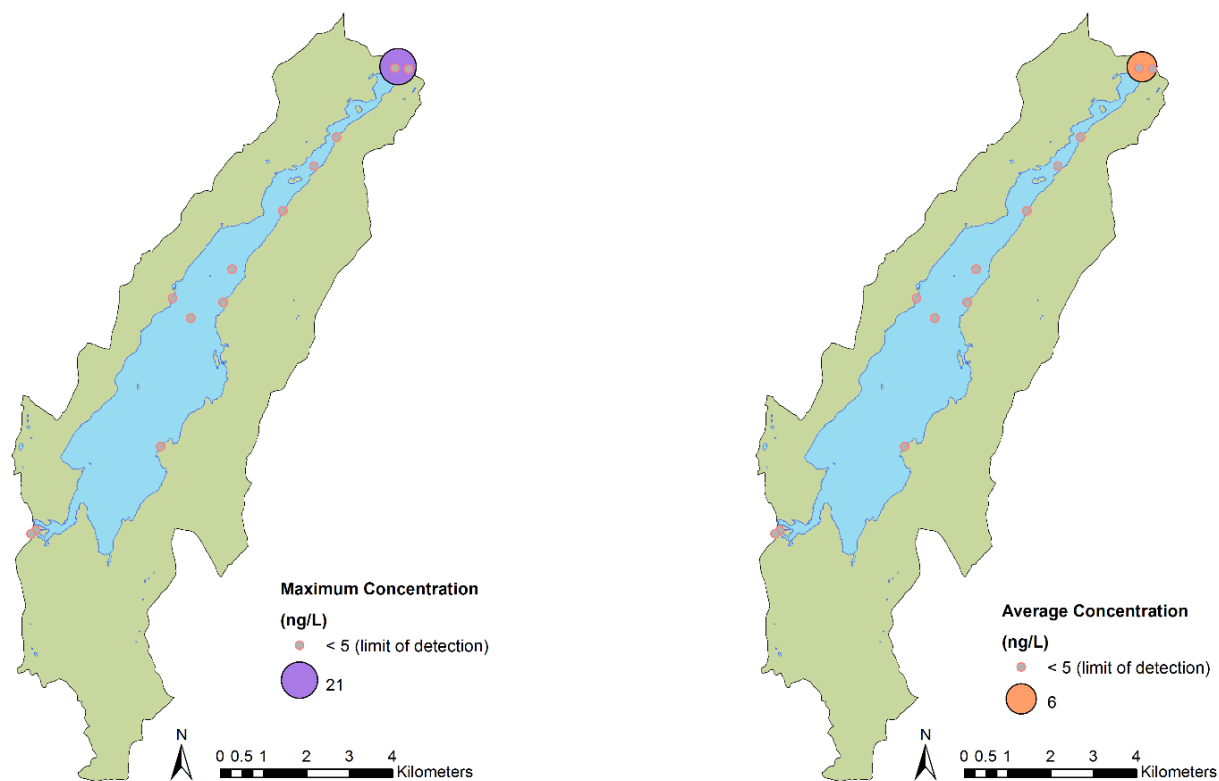 Maximum Concentration
(ng/L)
< 5 (limit of detection)
21
N
0 0.5 1 2 3 4
Kilometers
Average Concentration
(ng/L)
< 5 (limit of detection)
6
N
0 0.5 1 2 3 4
Kilometers